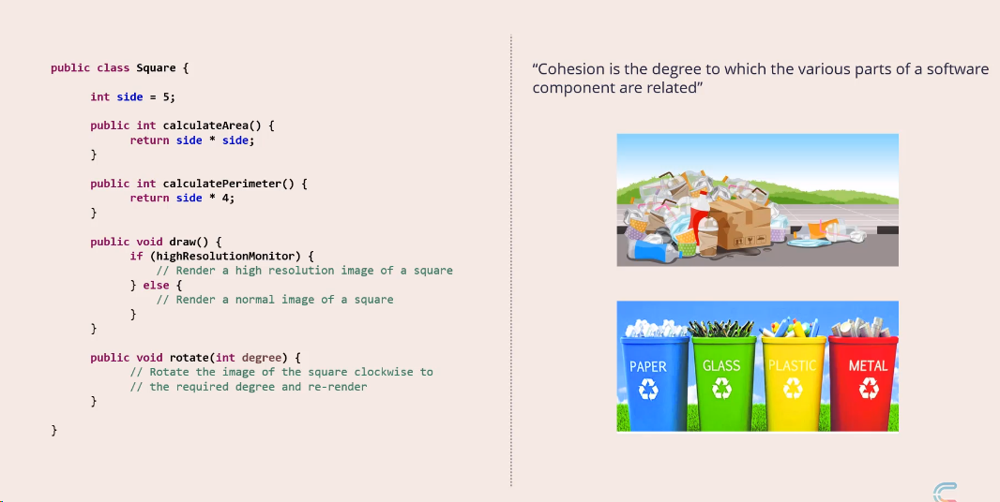 public class Square {
int side = 5;
public int calculateArea() {
return side * side;
}
public int calculatePerimeter() {
return side * 4;
}
public void draw() {
if (highResolutionMonitor) {
// Render a high resolution image of a square
} else {
// Render a normal image of a square
}
}
public void rotate(int degree) {
// Rotate the image of the square clockwise to
// the required degree and re-render
}
}
“Cohesion is the degree to which the various parts of a software
component are related”
PAPER
GLASS
PLASTIC
METAL